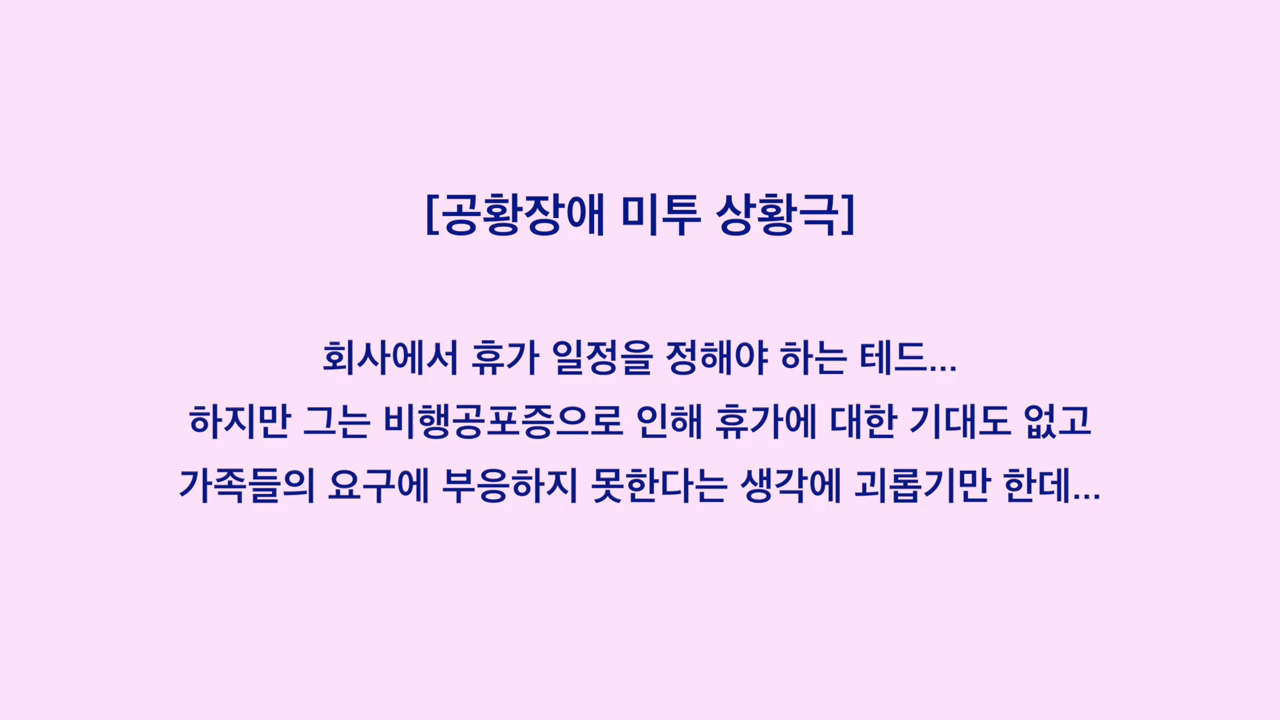 [공황장애 미투 상황극]
회사에서 휴가 일정을 정해야 하는 테드...
하지만 그는 비행공포증으로 인해 휴가에 대한 기대도 없고
가족들의 요구에 부응하지 못한다는 생각에 괴롭기만 한데...